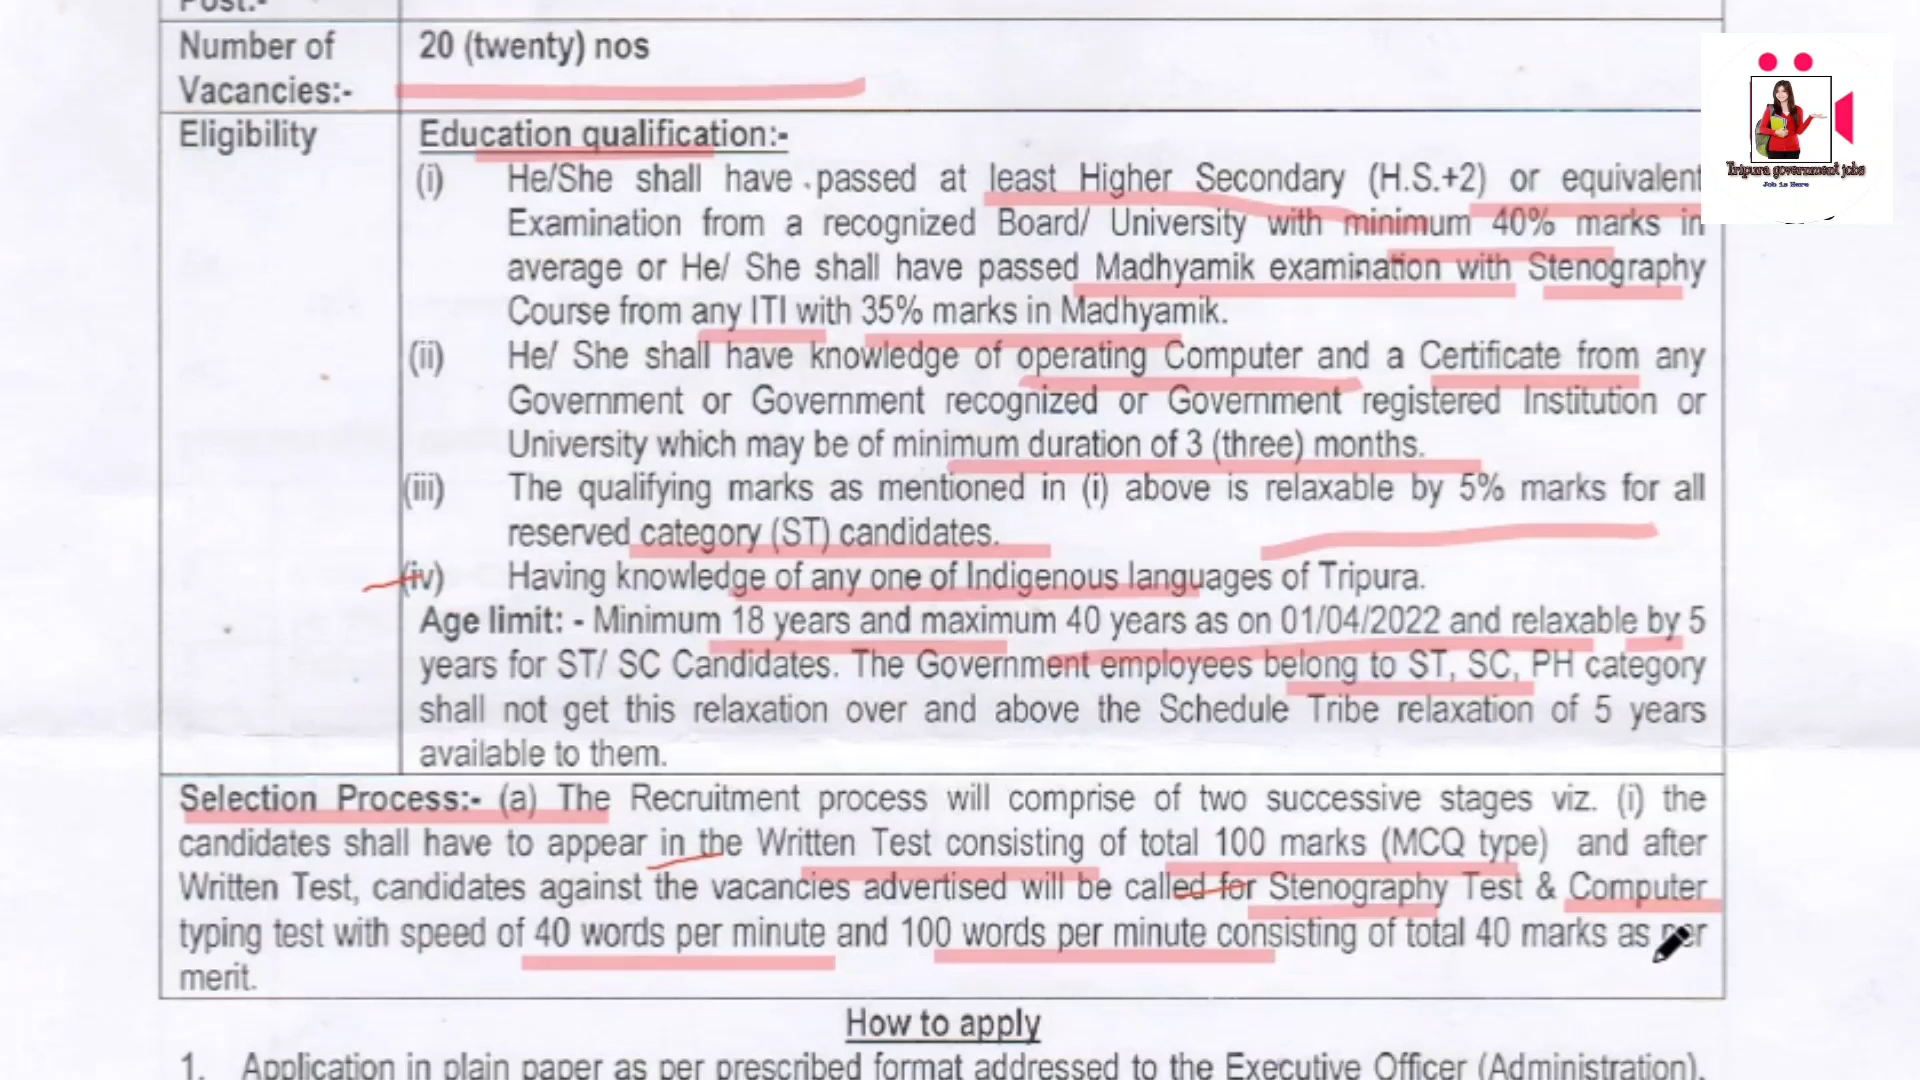 Post:-
Number of
20 (twenty) nos
Vacancies:-
Eligibility
Education qualification:-
(i) He/She shall have passed at least Higher Secondary (H.S.+2) or equivalent
Examination from a recognized Board/ University with minimum 40% marks in
average or He/ She shall have passed Madhyamik examination with Stenography
Course from any ITI with 35% marks in Madhyamik.
(ii) He/ She shall have knowledge of operating Computer and a Certificate from any
Government or Government recognized or Government registered Institution or
University which may be of minimum duration of 3 (three) months.
(iii) The qualifying marks as mentioned in (i) above is relaxable by 5% marks for all
reserved category (ST) candidates.
(iv) Having knowledge of any one of Indigenous languages of Tripura.
Age limit: - Minimum 18 years and maximum 40 years as on 01/04/2022 and relaxable by 5
years for ST/ SC Candidates. The Government employees belong to ST, SC, PH category
shall not get this relaxation over and above the Schedule Tribe relaxation of 5 years
available to them.
Selection Process:- (a) The Recruitment process will comprise of two successive stages viz. (i) the
candidates shall have to appear in the Written Test consisting of total 100 marks (MCQ type) and after
Written Test, candidates against the vacancies advertised will be called for Stenography Test & Computer
typing test with speed of 40 words per minute and 100 words per minute consisting of total 40 marks as per
merit.
How to apply
1. Application in plain paper as per prescribed format addressed to the Executive Officer (Administration),
Tripura government jobs
Job is Here